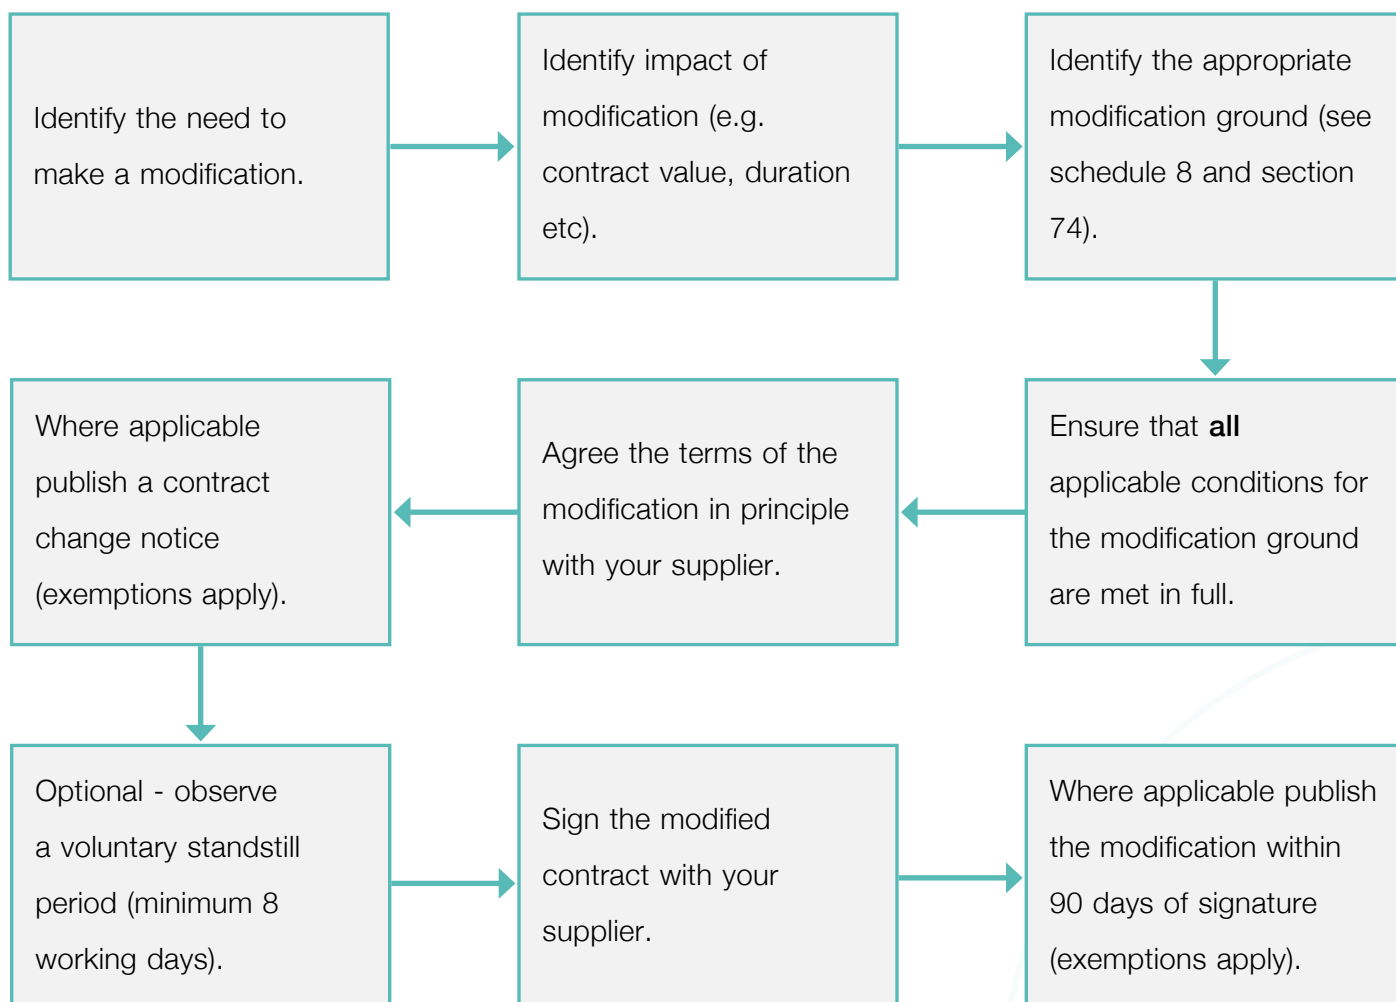 Identify the need to
make a modification.
Identify impact of
modification (e.g.
contract value, duration
etc).
Identify the appropriate
modification ground (see
schedule 8 and section
74).
Ensure that all
applicable conditions for
the modification ground
are met in full.
Agree the terms of the
modification in principle
with your supplier.
Where applicable
publish a contract
change notice
(exemptions apply).
Optional - observe
a voluntary standstill
period (minimum 8
working days).
Sign the modified
contract with your
supplier.
Where applicable publish
the modification within
90 days of signature
(exemptions apply).